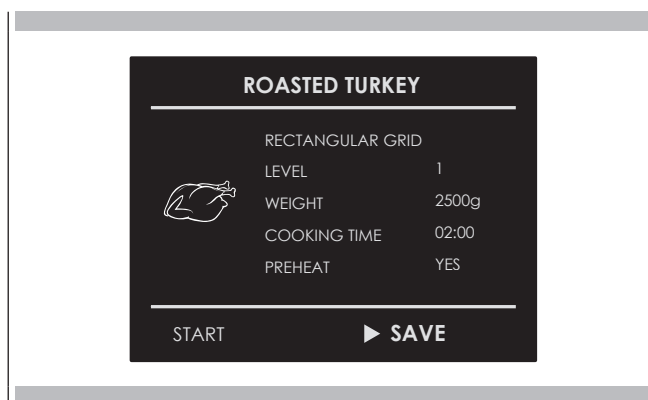 ROASTED TURKEY
RECTANGULAR GRID
LEVEL 1
WEIGHT 2500g
COOKING TIME 02:00
PREHEAT YES
START ▶ SAVE